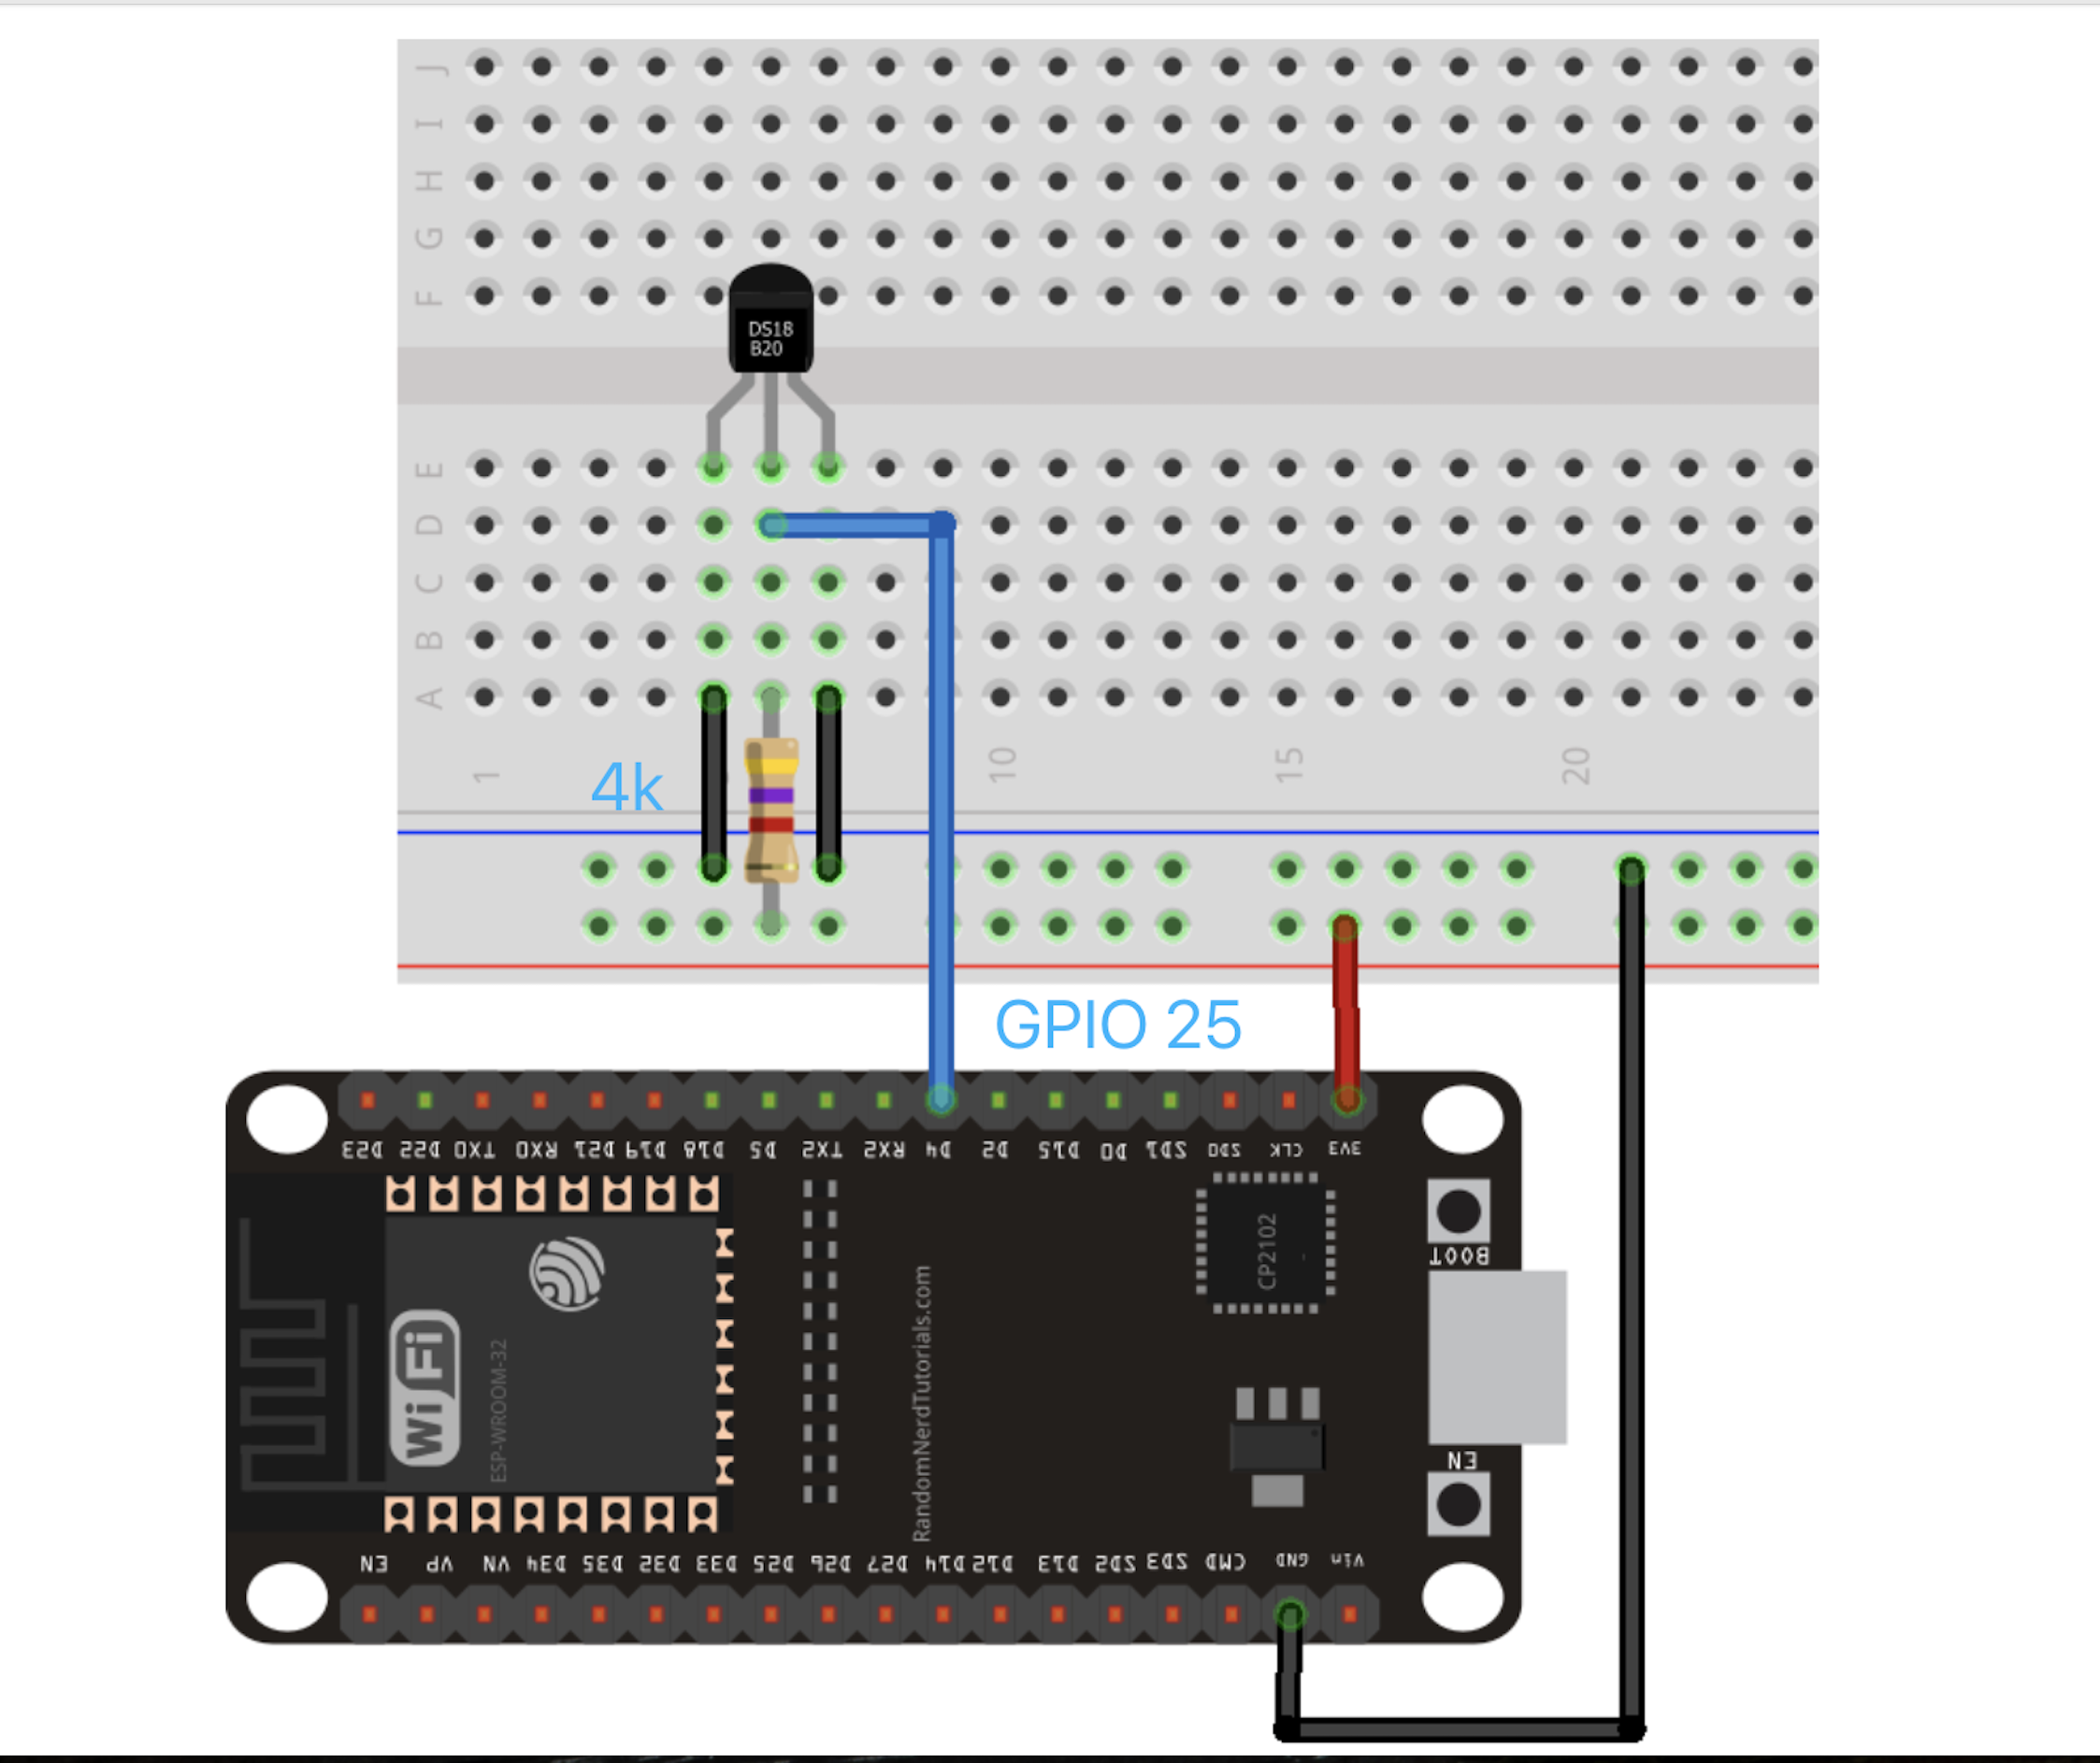 J
I
H
G
F
DS18
B20
E
D
C
B
A
1
10
15
20
4k
GPIO 25
D23 D22 TX0 RX0 D21 D19 D18 D5 TX2 RX2 D4 D2 D15 D0 SD1 SD0 CLK 3V3
BOOT
CP2102
WiFi
ESP-WROOM-32
RandomNerdTutorials.com
EN
EN VP VN D34 D35 D32 D33 D25 D26 D27 D14 D12 D13 SD2 SD3 CMD GND Vin